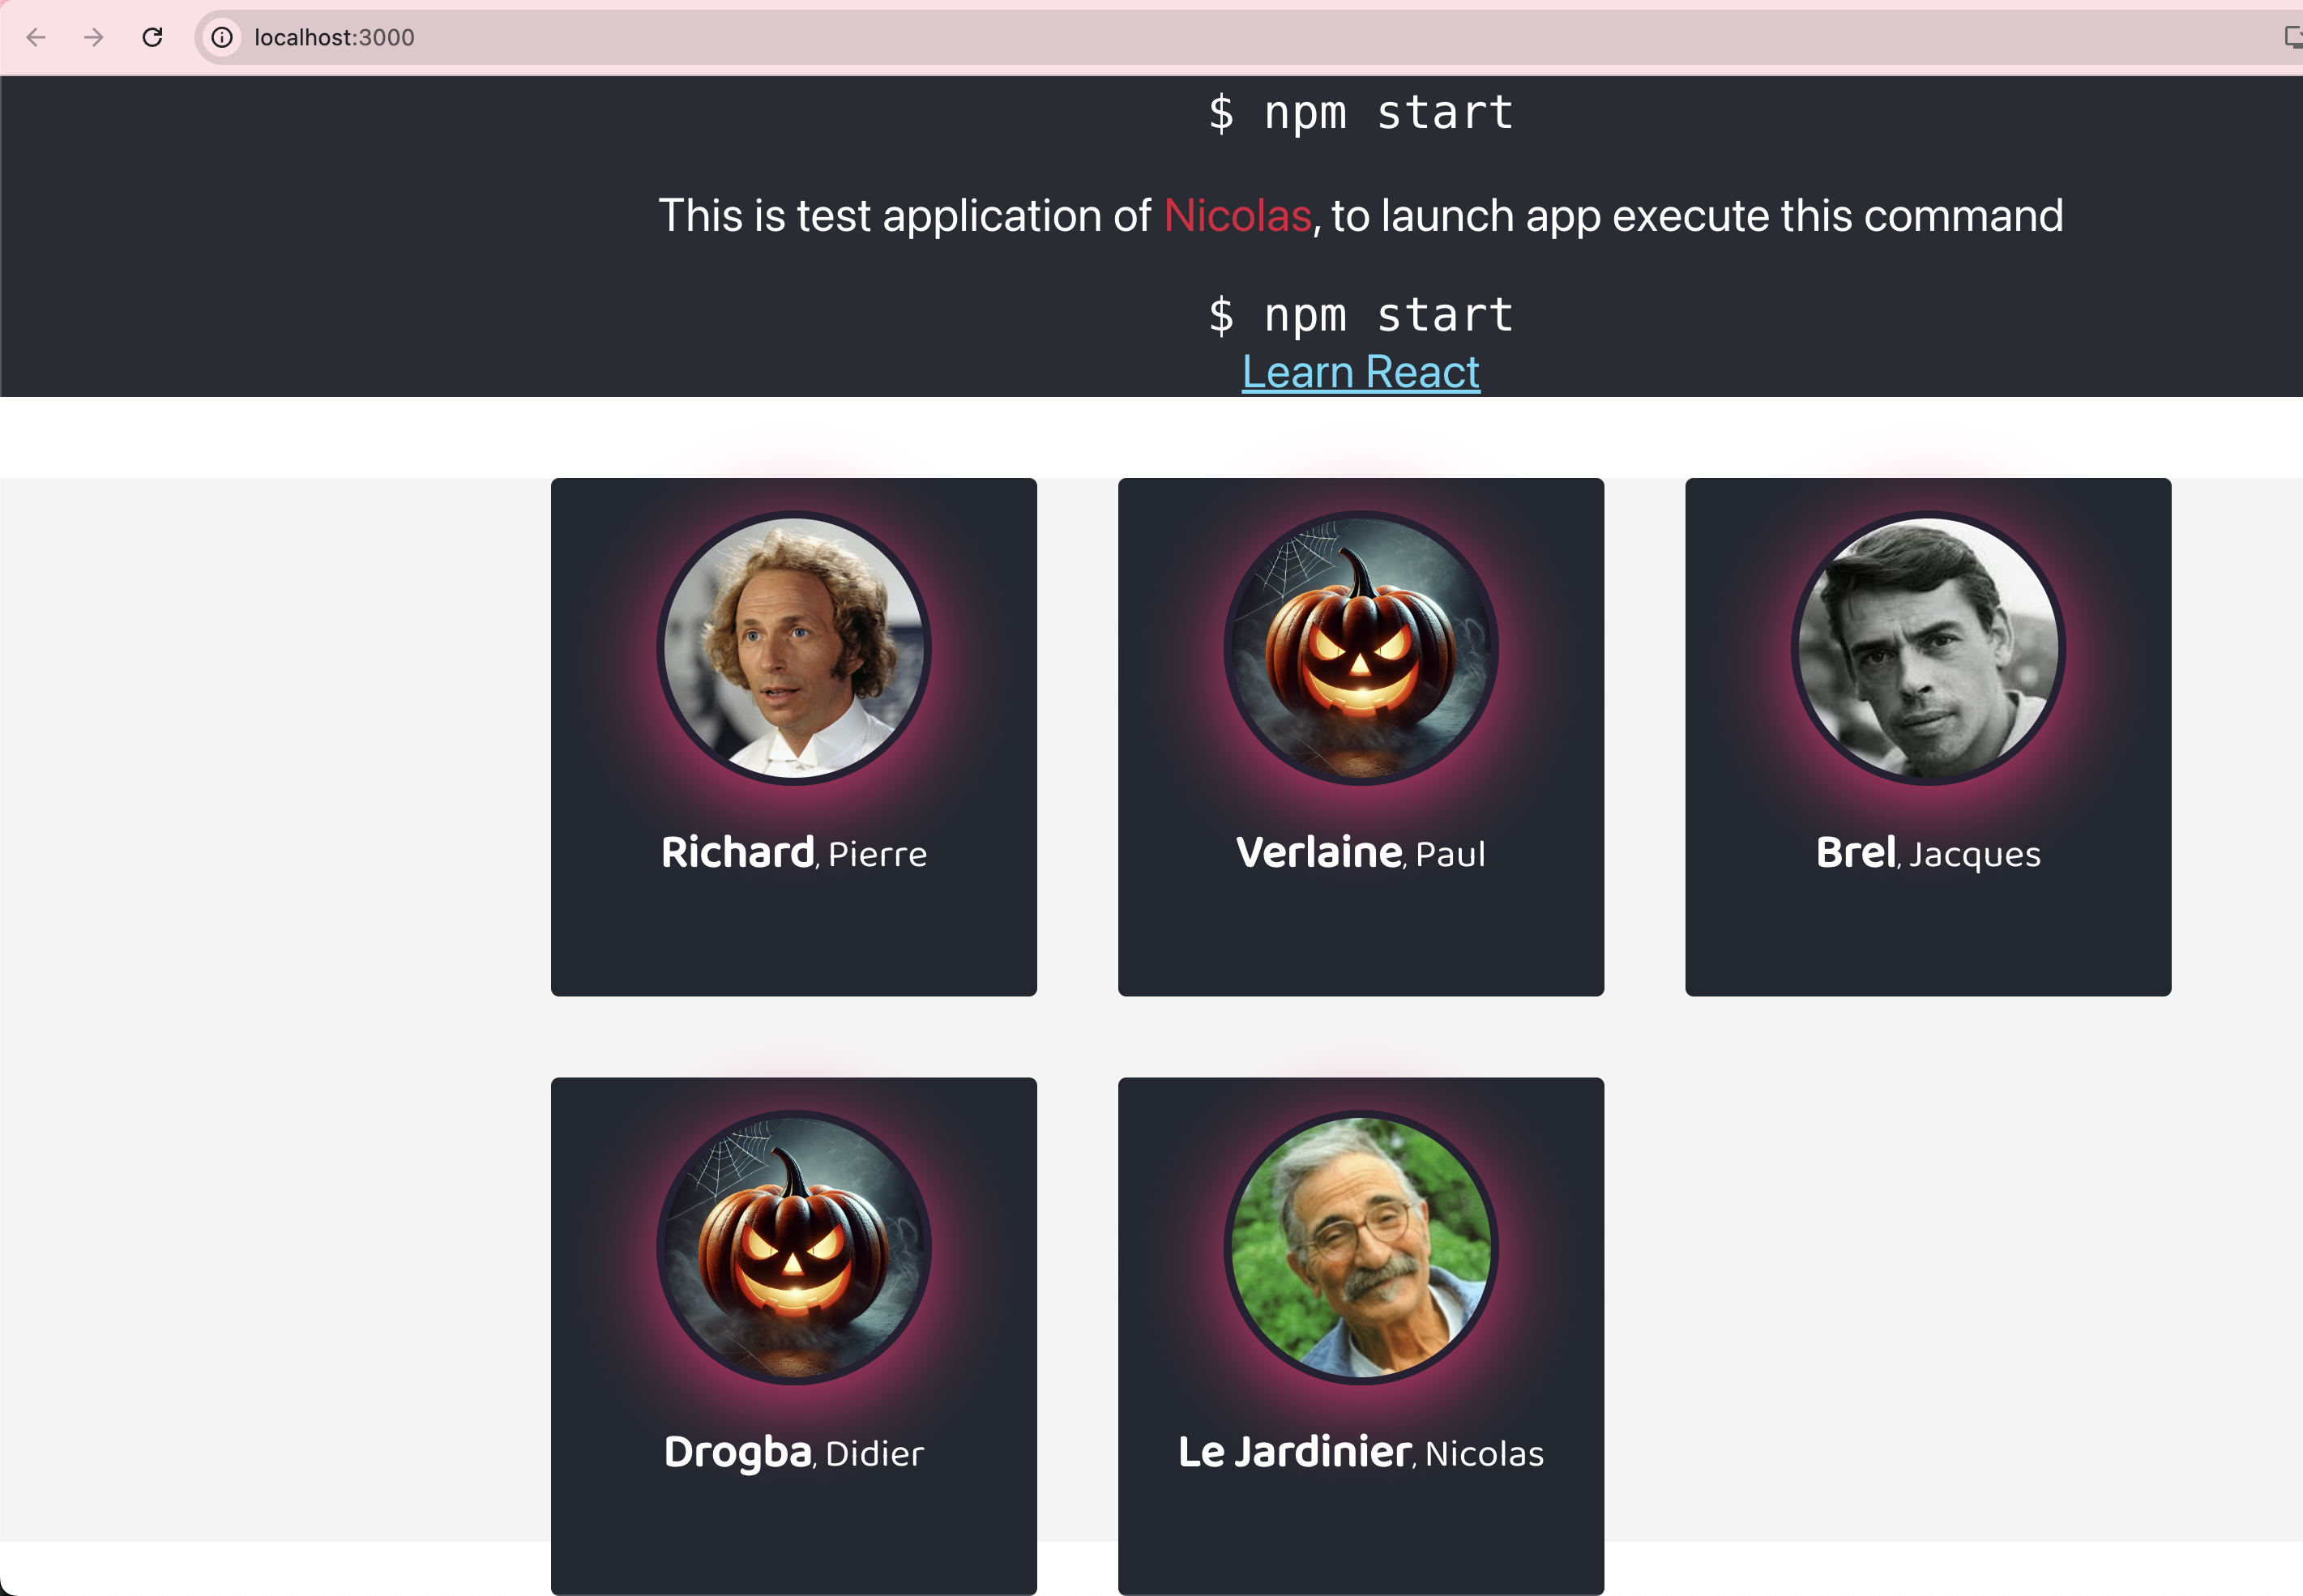 localhost:3000
$ npm start
This is test application of Nicolas, to launch app execute this command
$ npm start
Learn React
Richard, Pierre
Verlaine, Paul
Brel, Jacques
Drogba, Didier
Le Jardinier, Nicolas